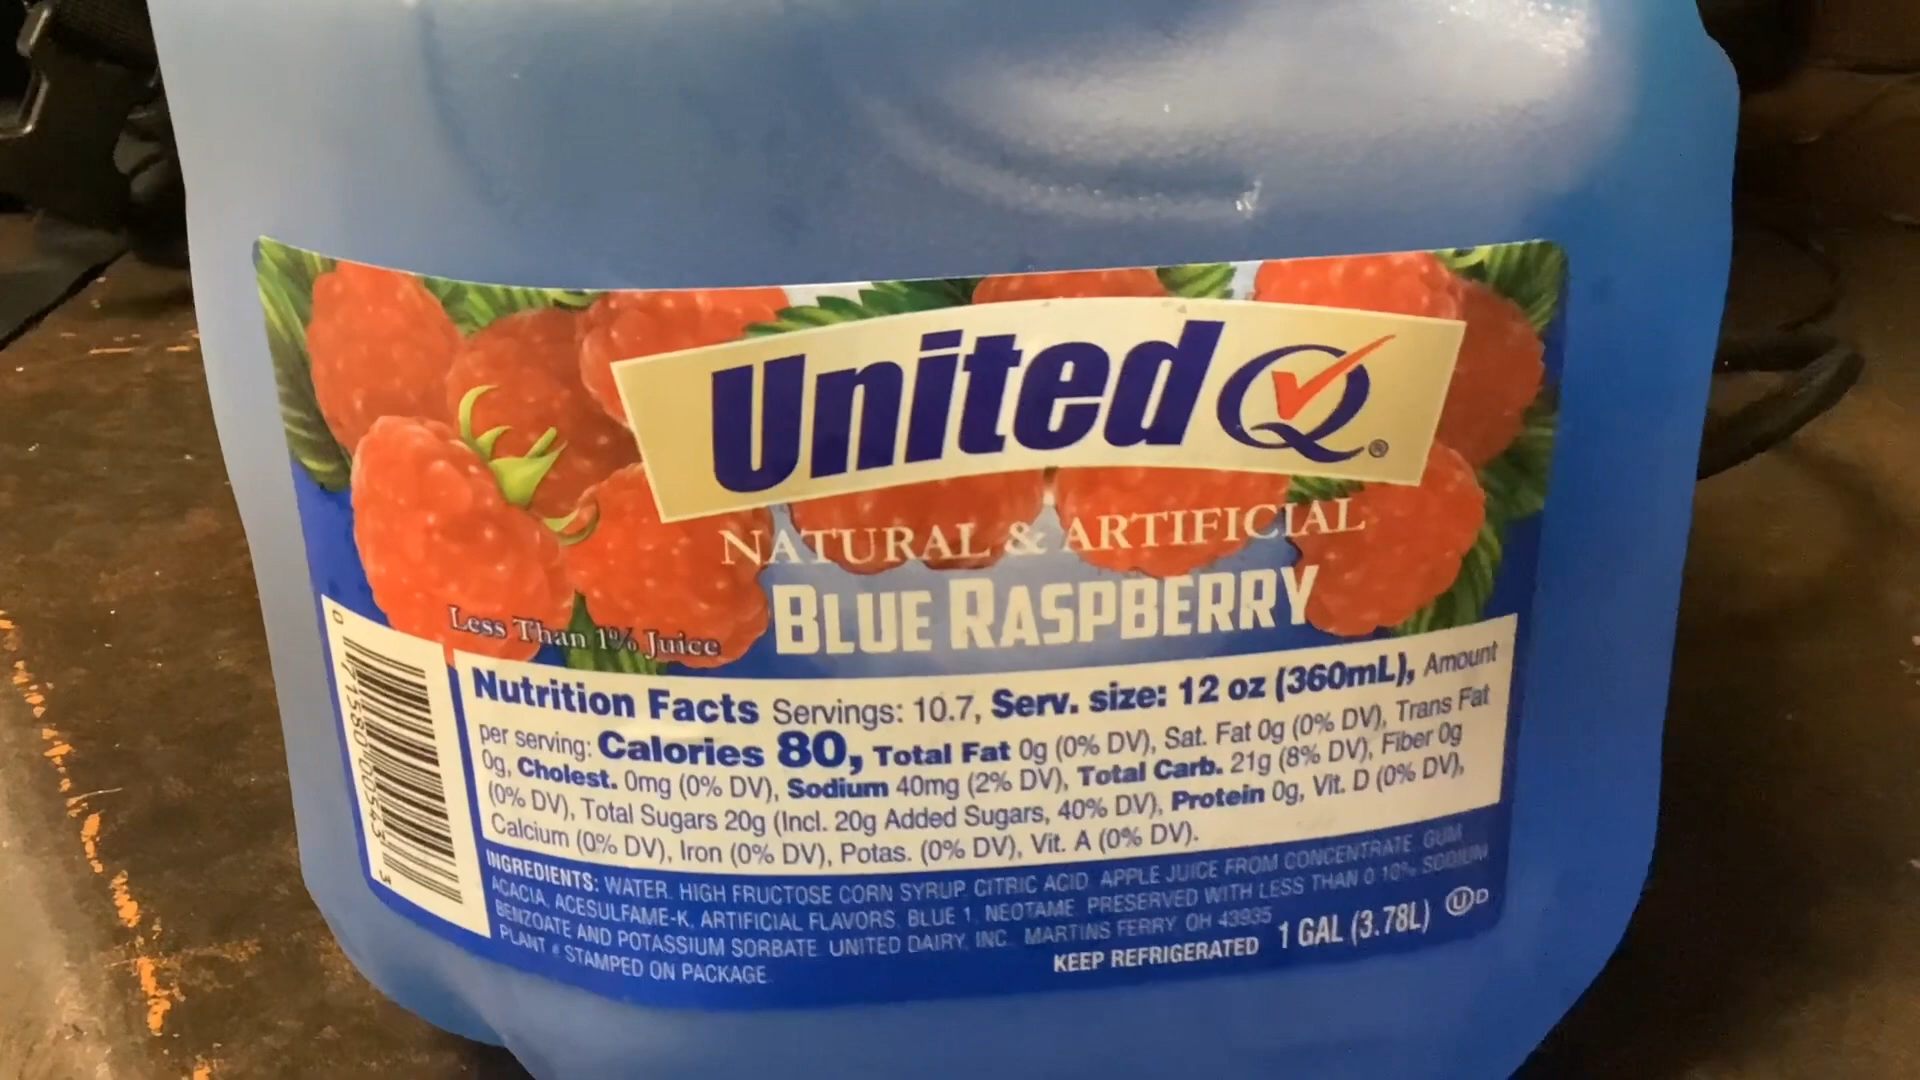 United Q ®
NATURAL & ARTIFICIAL
BLUE RASPBERRY
Less Than 1% Juice
Nutrition Facts Servings: 10.7, Serv. size: 12 oz (360mL), Amount
per serving: Calories 80, Total Fat 0g (0% DV), Sat. Fat 0g (0% DV), Trans Fat
0g, Cholest. 0mg (0% DV), Sodium 40mg (2% DV), Total Carb. 21g (8% DV), Fiber 0g
(0% DV), Total Sugars 20g (Incl. 20g Added Sugars, 40% DV), Protein 0g, Vit. D (0% DV),
Calcium (0% DV), Iron (0% DV), Potas. (0% DV), Vit. A (0% DV).
INGREDIENTS: WATER, HIGH FRUCTOSE CORN SYRUP, CITRIC ACID, APPLE JUICE FROM CONCENTRATE, GUM
ACACIA, ACESULFAME-K, ARTIFICIAL FLAVORS, BLUE 1, NEOTAME, PRESERVED WITH LESS THAN 0.10% SODIUM
BENZOATE AND POTASSIUM SORBATE. UNITED DAIRY, INC. MARTINS FERRY, OH 43935
PLANT # STAMPED ON PACKAGE.
KEEP REFRIGERATED 1 GAL (3.78L) U D
0 71580 00543 3